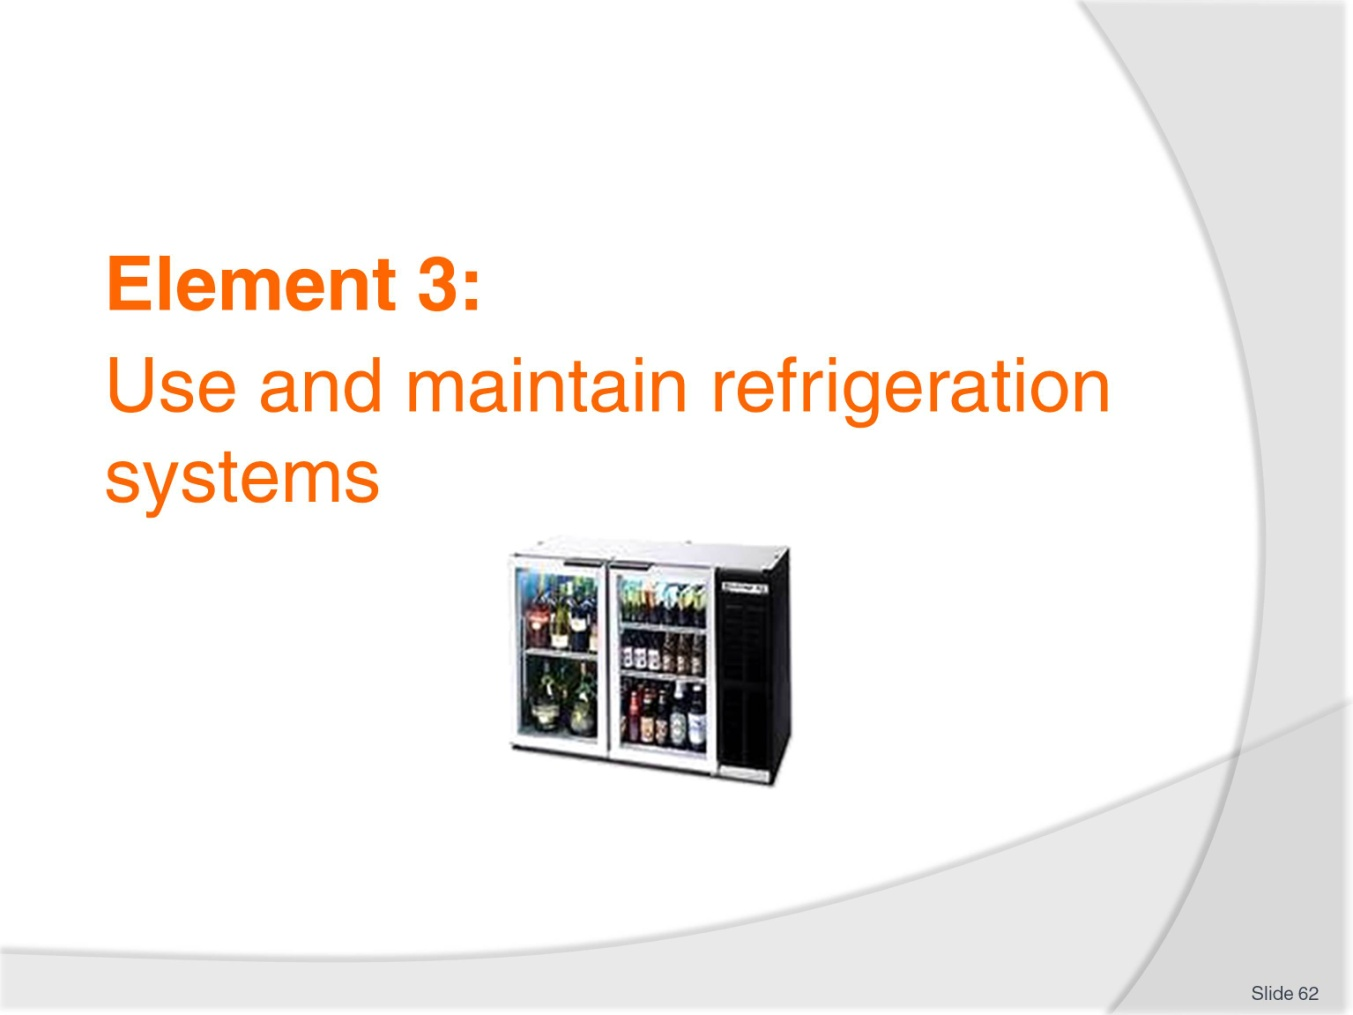 Element 3:
Use and maintain refrigeration
systems
Slide 62